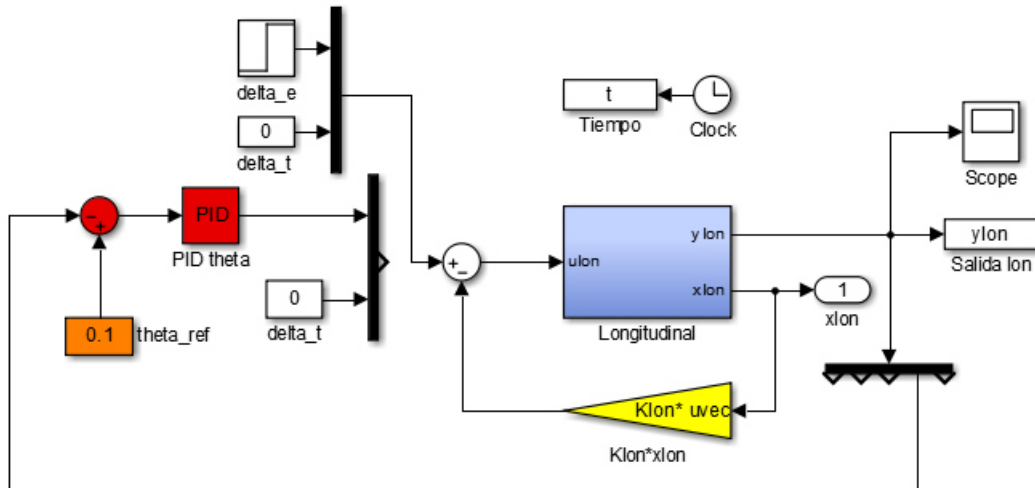 delta_e
0
delta_t
t
Tiempo
Clock
Scope
PID
PID theta
ulon
y lon
xlon
Longitudinal
ylon
Salida lon
1
xlon
0
delta_t
0.1
theta_ref
Klon* uvec
Klon*xlon